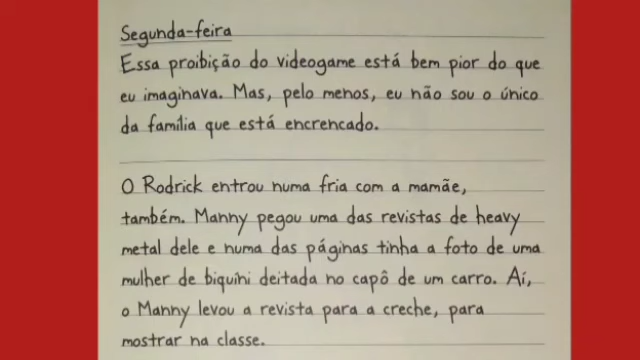 Segunda-feira
Essa proibição do videogame está bem pior do que
eu imaginava. Mas, pelo menos, eu não sou o único
da família que está encrencado.
O Rodrick entrou numa fria com a mamãe,
também. Manny pegou uma das revistas de heavy
metal dele e numa das páginas tinha a foto de uma
mulher de biquini deitada no capô de um carro. Aí,
o Manny levou a revista para a creche, para
mostrar na classe.